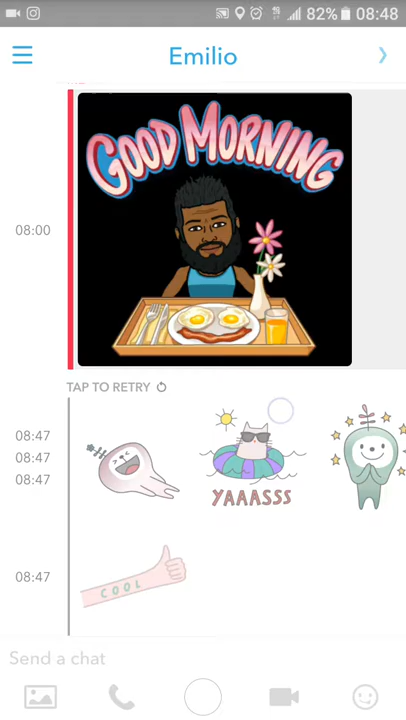 82% 08:48
Emilio
GOOD MORNING
08:00
TAP TO RETRY
08:47
08:47
08:47
YAAAASSS
08:47
COOL
Send a chat